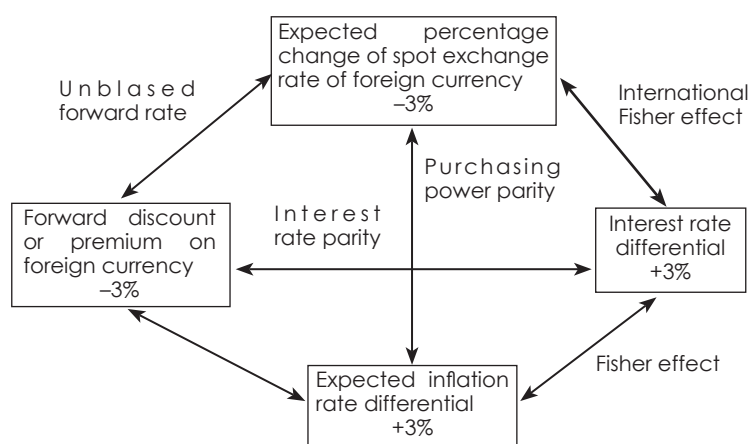 Expected percentage
change of spot exchange
rate of foreign currency
–3%
Unblased
forward rate
International
Fisher effect
Purchasing
power parity
Forward discount
or premium on
foreign currency
–3%
Interest
rate parity
Interest rate
differential
+3%
Expected inflation
rate differential
+3%
Fisher effect